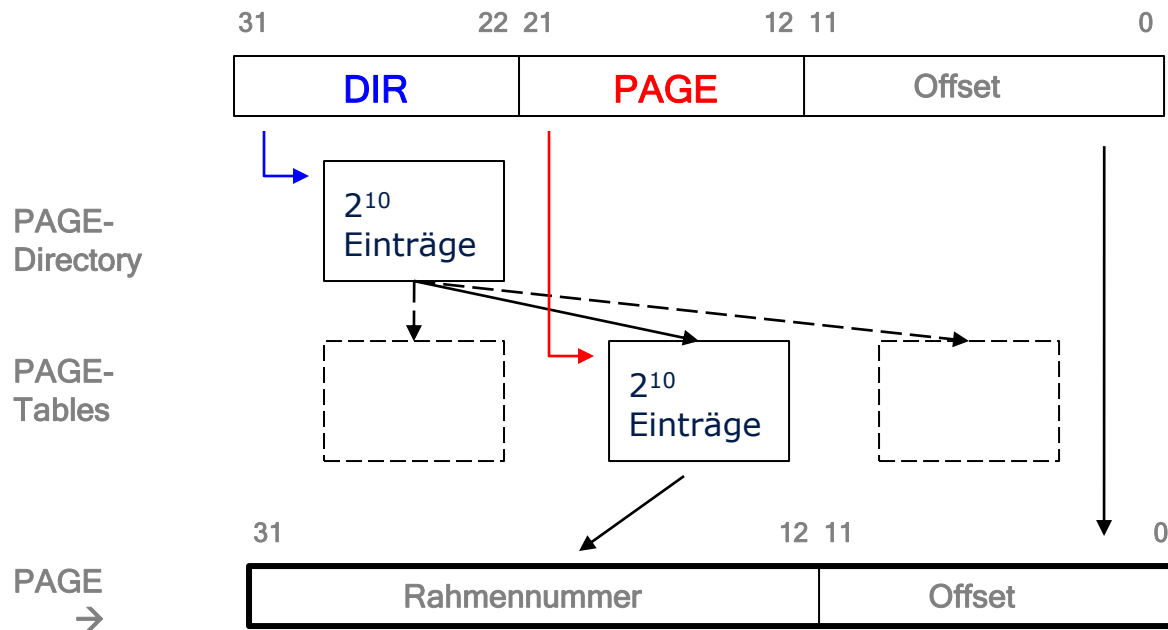 31 22 21 12 11 0
DIR PAGE Offset
2¹⁰
Einträge
PAGE-
Directory
PAGE-
Tables
2¹⁰
Einträge
31 12 11 0
PAGE
→
Rahmennummer Offset